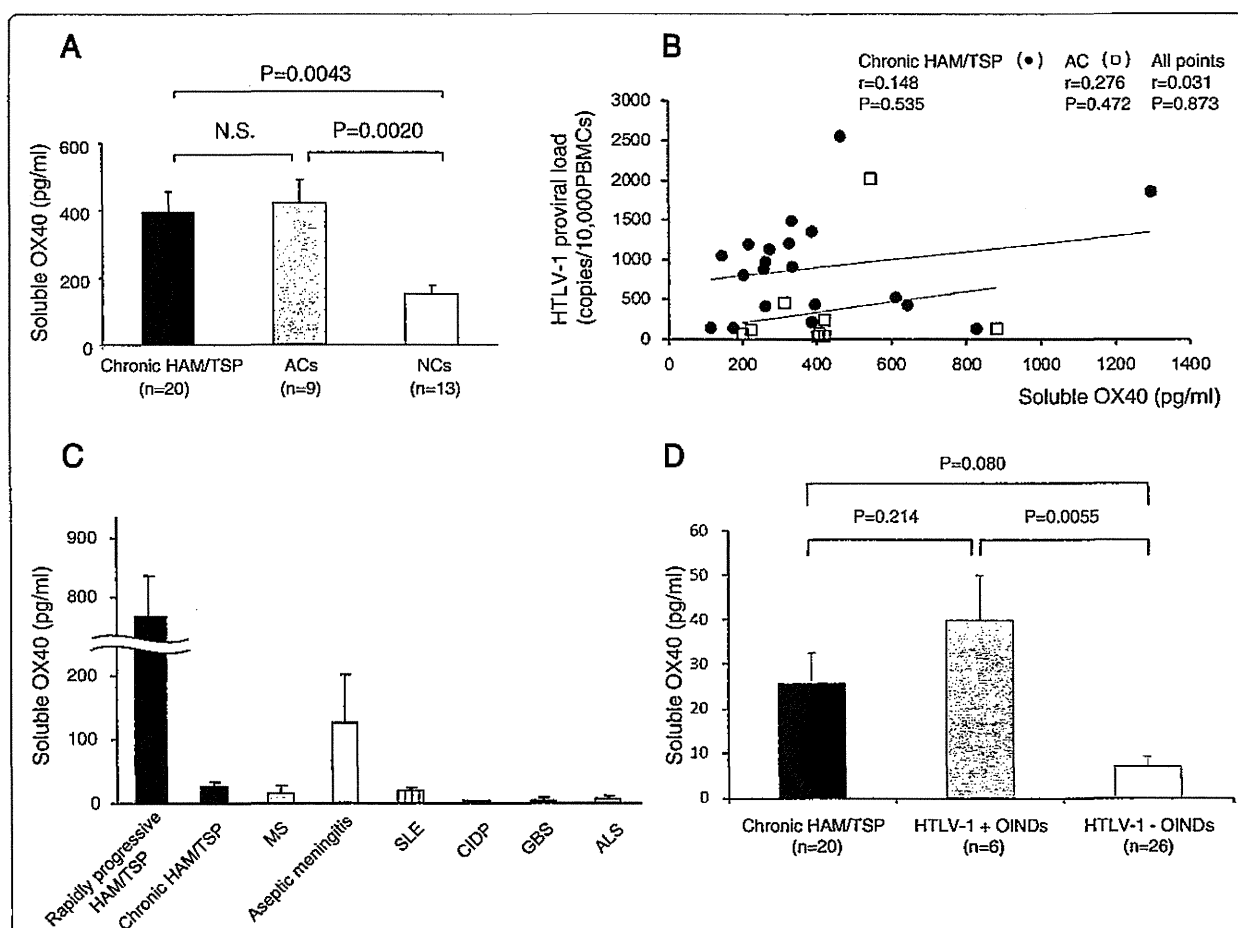 A
P=0.0043
N.S.
P=0.0020
Soluble OX40 (pg/ml)
600
400
200
0
Chronic HAM/TSP
(n=20)
ACs
(n=9)
NCs
(n=13)
B
Chronic HAM/TSP (●) AC (□) All points
r=0.148 r=0.276 r=0.031
P=0.535 P=0.472 P=0.873
HTLV-1 proviral load
(copies/10,000PBMCs)
3000
2500
2000
1500
1000
500
0
0 200 400 600 800 1000 1200 1400
Soluble OX40 (pg/ml)
C
Soluble OX40 (pg/ml)
900
800
200
100
0
Rapidly progressive
HAM/TSP
Chronic HAM/TSP
MS
Aseptic meningitis
SLE
CIDP
GBS
ALS
D
P=0.080
P=0.214
P=0.0055
Soluble OX40 (pg/ml)
60
50
40
30
20
10
0
Chronic HAM/TSP
(n=20)
HTLV-1 + OINDs
(n=6)
HTLV-1 - OINDs
(n=26)